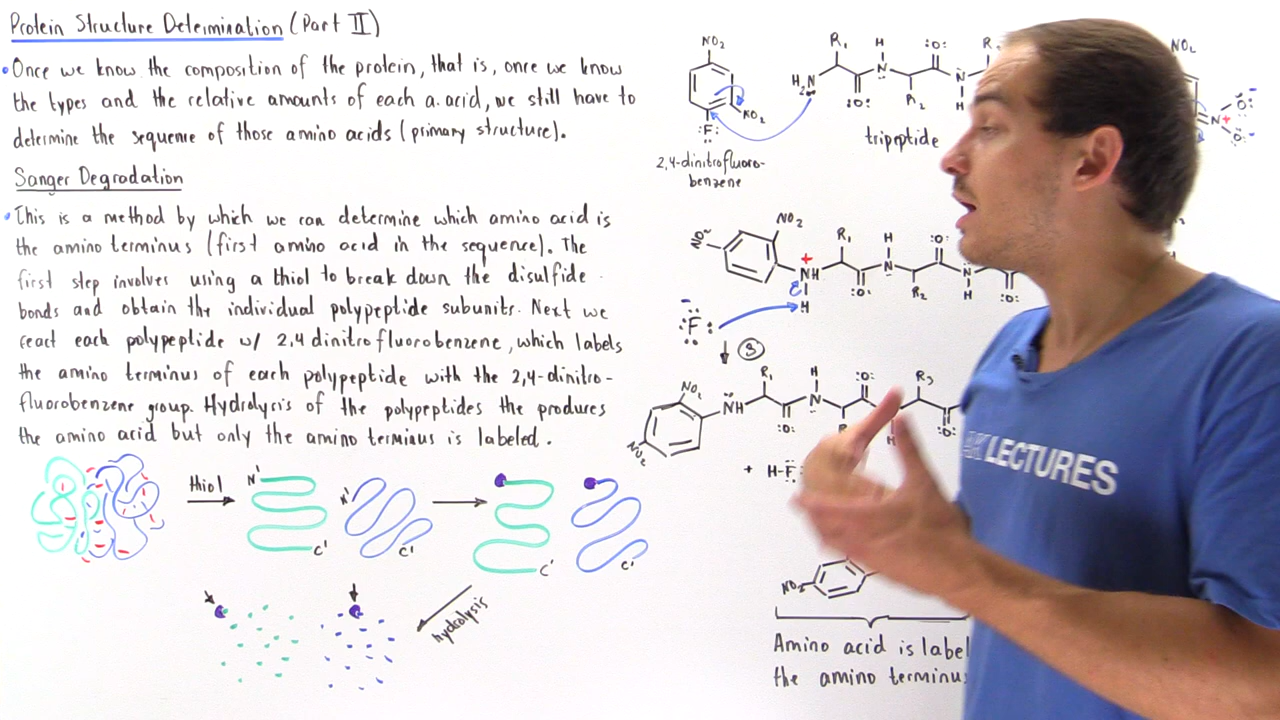 Protein Structure Determination (Part II)
• Once we know the composition of the protein, that is, once we know
the types and the relative amounts of each a. acid, we still have to
determine the sequence of those amino acids (primary structure).
Sanger Degradation
• This is a method by which we can determine which amino acid is
the amino terminus (first amino acid in the sequence). The
first step involves using a thiol to break down the disulfide
bonds and obtain the individual polypeptide subunits. Next we
react each polypeptide w/ 2,4 dinitrofluorobenzene, which labels
the amino terminus of each polypeptide with the 2,4-dinitro-
fluorobenzene group. Hydrolysis of the polypeptides the produces
the amino acid but only the amino terminus is labeled.
Thiol
N'
C'
N'
C'
C'
C'
hydrolysis
NO2
NO2
:F:
2,4-dinitrofluoro-
benzene
H2N
R1
:O:
H
N
R2
:O:
N
H
R
tripeptide
NO2
N
+
:O:
-
:O:
-
NO2
NO2
+
NH
H
R1
:O:
H
N
R2
:O:
N
H
:O:
:F:
-
3
NO2
NO2
NH
R1
:O:
H
N
:O:
H
R3
:O:
+ H-F:
NO2
Amino acid is label
the amino terminus
AK LECTURES